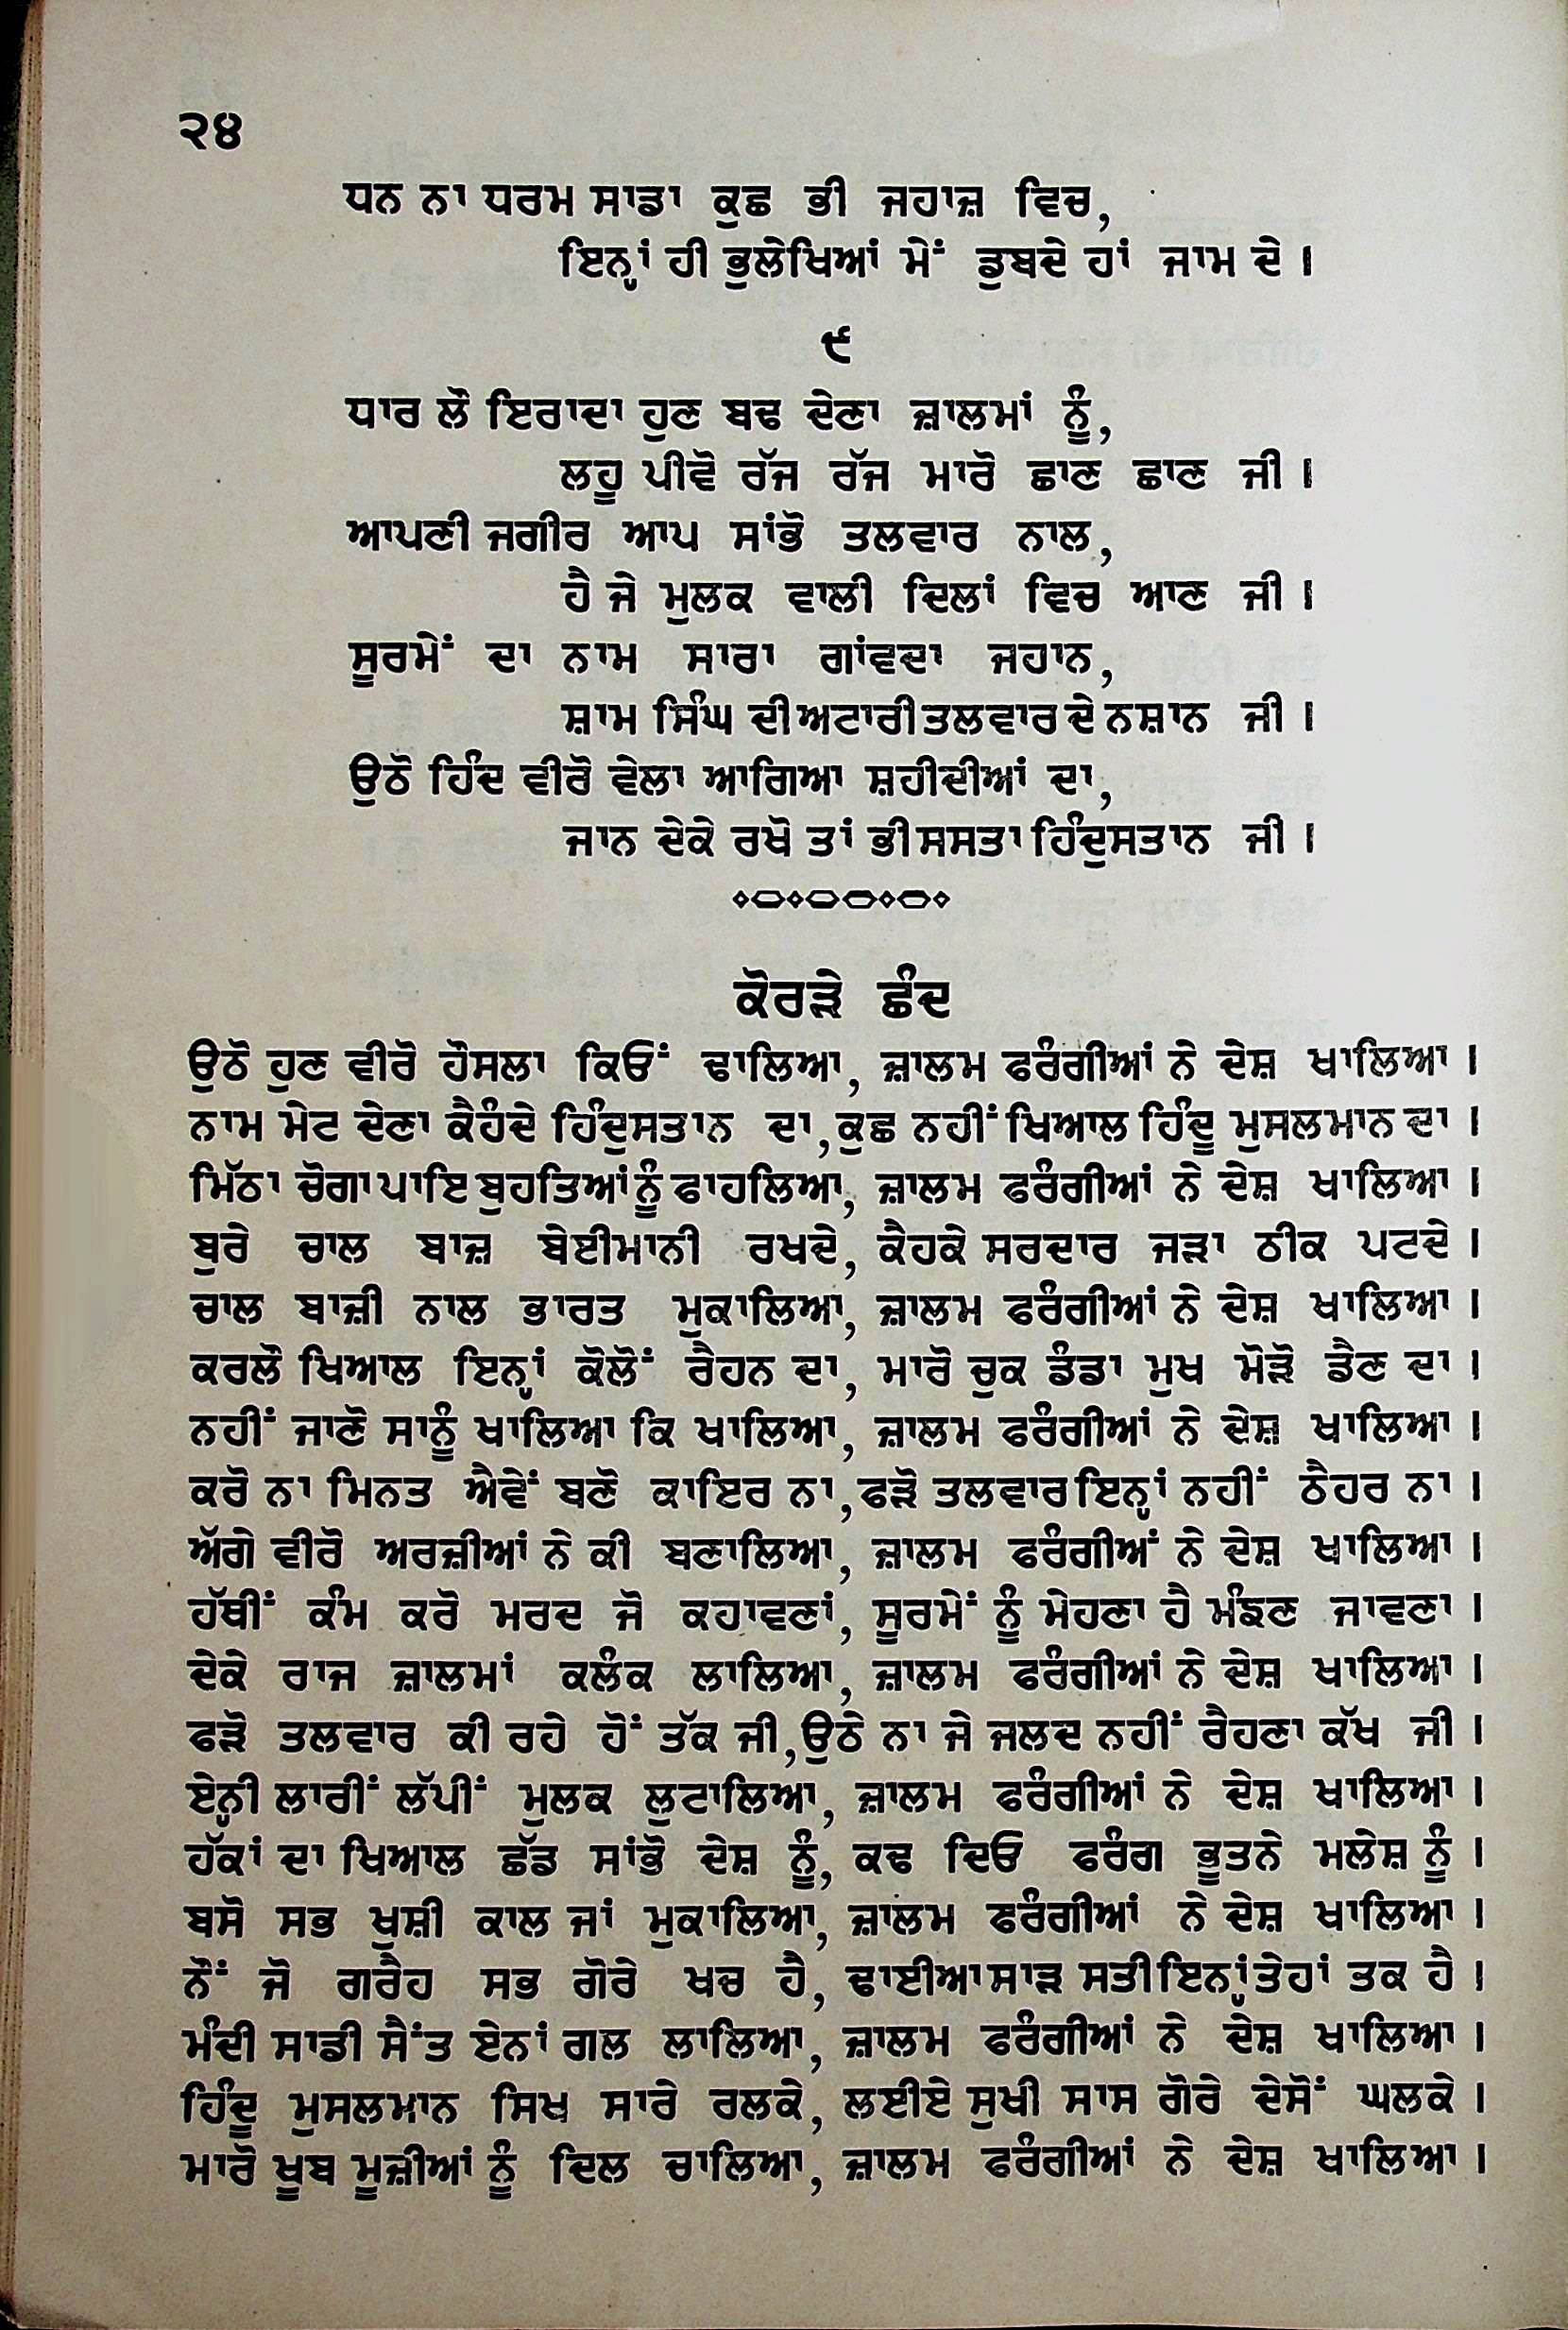 ੨੪
ਧਨ ਨਾ ਧਰਮ ਸਾਡਾ ਕੁਛ ਭੀ ਜਹਾਜ਼ ਵਿਚ,
ਇਨ੍ਹਾਂ ਹੀ ਭੁਲੇਖਿਆਂ ਮੇਂ ਡੁਬਦੇ ਹਾਂ ਜਾਮ ਦੇ ।
੯
ਧਾਰ ਲੌ ਇਰਾਦਾ ਹੁਣ ਬਢ ਦੇਣਾ ਜ਼ਾਲਮਾਂ ਨੂੰ,
ਲਹੂ ਪੀਵੋ ਰੱਜ ਰੱਜ ਮਾਰੋ ਛਾਣ ਛਾਣ ਜੀ ।
ਆਪਣੀ ਜਗੀਰ ਆਪ ਸਾਂਭੋ ਤਲਵਾਰ ਨਾਲ,
ਹੈ ਜੇ ਮੁਲਕ ਵਾਲੀ ਦਿਲਾਂ ਵਿਚ ਆਣ ਜੀ ।
ਸੂਰਮੇਂ ਦਾ ਨਾਮ ਸਾਰਾ ਗਾਂਵਦਾ ਜਹਾਨ,
ਸ਼ਾਮ ਸਿੰਘ ਦੀ ਅਟਾਰੀ ਤਲਵਾਰ ਦੇ ਨਸ਼ਾਨ ਜੀ ।
ਉਠੋ ਹਿੰਦ ਵੀਰੋ ਵੇਲਾ ਆਗਿਆ ਸ਼ਹੀਦੀਆਂ ਦਾ,
ਜਾਨ ਦੇਕੇ ਰਖੋ ਤਾਂ ਭੀ ਸਸਤਾ ਹਿੰਦੁਸਤਾਨ ਜੀ ।
ਕੋਰੜੇ ਛੰਦ
ਉਠੋ ਹੁਣ ਵੀਰੋ ਹੌਸਲਾ ਕਿਓਂ ਢਾਲਿਆ, ਜ਼ਾਲਮ ਫਰੰਗੀਆਂ ਨੇ ਦੇਸ਼ ਖਾਲਿਆ ।
ਨਾਮ ਮੇਟ ਦੇਣਾ ਕੈਹੰਦੇ ਹਿੰਦੁਸਤਾਨ ਦਾ, ਕੁਛ ਨਹੀਂ ਖਿਆਲ ਹਿੰਦੂ ਮੁਸਲਮਾਨ ਦਾ ।
ਮਿੱਠਾ ਚੋਗਾ ਪਾਇ ਬੁਹਤਿਆਂ ਨੂੰ ਫਾਹਲਿਆ, ਜ਼ਾਲਮ ਫਰੰਗੀਆਂ ਨੇ ਦੇਸ਼ ਖਾਲਿਆ ।
ਬੁਰੇ ਚਾਲ ਬਾਜ਼ ਬੇਈਮਾਨੀ ਰਖਦੇ, ਕੈਹਕੇ ਸਰਦਾਰ ਜੜਾ ਠੀਕ ਪਟਦੇ ।
ਚਾਲ ਬਾਜ਼ੀ ਨਾਲ ਭਾਰਤ ਮੁਕਾਲਿਆ, ਜ਼ਾਲਮ ਫਰੰਗੀਆਂ ਨੇ ਦੇਸ਼ ਖਾਲਿਆ ।
ਕਰਲੌ ਖਿਆਲ ਇਨ੍ਹਾਂ ਕੋਲੋਂ ਰੈਹਨ ਦਾ, ਮਾਰੋ ਚੁਕ ਡੰਡਾ ਮੁਖ ਮੋੜੋ ਡੈਣ ਦਾ ।
ਨਹੀਂ ਜਾਣੋ ਸਾਨੂੰ ਖਾਲਿਆ ਕਿ ਖਾਲਿਆ, ਜ਼ਾਲਮ ਫਰੰਗੀਆਂ ਨੇ ਦੇਸ਼ ਖਾਲਿਆ ।
ਕਰੋ ਨਾ ਮਿਨਤ ਐਵੇਂ ਬਣੋ ਕਾਇਰ ਨਾ, ਫੜੋ ਤਲਵਾਰ ਇਨ੍ਹਾਂ ਨਹੀਂ ਠੈਹਰ ਨਾ ।
ਅੱਗੇ ਵੀਰੋ ਅਰਜ਼ੀਆਂ ਨੇ ਕੀ ਬਣਾਲਿਆ, ਜ਼ਾਲਮ ਫਰੰਗੀਆਂ ਨੇ ਦੇਸ਼ ਖਾਲਿਆ ।
ਹੱਥੀਂ ਕੰਮ ਕਰੋ ਮਰਦ ਜੋ ਕਹਾਵਣਾਂ, ਸੂਰਮੇਂ ਨੂੰ ਮੇਹਣਾ ਹੈ ਮੰਙਣ ਜਾਵਣਾ ।
ਦੇਕੇ ਰਾਜ ਜ਼ਾਲਮਾਂ ਕਲੰਕ ਲਾਲਿਆ, ਜ਼ਾਲਮ ਫਰੰਗੀਆਂ ਨੇ ਦੇਸ਼ ਖਾਲਿਆ ।
ਫੜੋ ਤਲਵਾਰ ਕੀ ਰਹੇ ਹੋਂ ਤੱਕ ਜੀ, ਉਠੇ ਨਾ ਜੇ ਜਲਦ ਨਹੀਂ ਰੈਹਣਾ ਕੱਖ ਜੀ ।
ਏਨ੍ਹੀ ਲਾਰੀਂ ਲੱਪੀਂ ਮੁਲਕ ਲੁਟਾਲਿਆ, ਜ਼ਾਲਮ ਫਰੰਗੀਆਂ ਨੇ ਦੇਸ਼ ਖਾਲਿਆ ।
ਹੱਕਾਂ ਦਾ ਖਿਆਲ ਛੱਡ ਸਾਂਭੋ ਦੇਸ਼ ਨੂੰ, ਕਢ ਦਿਓ ਫਰੰਗ ਭੂਤਨੇ ਮਲੇਸ਼ ਨੂੰ ।
ਬਸੋ ਸਭ ਖੁਸ਼ੀ ਕਾਲ ਜਾਂ ਮੁਕਾਲਿਆ, ਜ਼ਾਲਮ ਫਰੰਗੀਆਂ ਨੇ ਦੇਸ਼ ਖਾਲਿਆ ।
ਨੌਂ ਜੋ ਗਰੈਹ ਸਭ ਗੋਰੇ ਖਚ ਹੈ, ਢਾਈਆ ਸਾੜ ਸਤੀ ਇਨ੍ਹਾਂ ਤੇਹਾਂ ਤਕ ਹੈ ।
ਮੰਦੀ ਸਾਡੀ ਸੈਂਤ ਏਨਾਂ ਗਲ ਲਾਲਿਆ, ਜ਼ਾਲਮ ਫਰੰਗੀਆਂ ਨੇ ਦੇਸ਼ ਖਾਲਿਆ ।
ਹਿੰਦੂ ਮੁਸਲਮਾਨ ਸਿਖ ਸਾਰੇ ਰਲਕੇ, ਲਈਏ ਸੁਖੀ ਸਾਸ ਗੋਰੇ ਦੇਸੋਂ ਘਲਕੇ ।
ਮਾਰੋ ਖੂਬ ਮੂਜ਼ੀਆਂ ਨੂੰ ਦਿਲ ਚਾਲਿਆ, ਜ਼ਾਲਮ ਫਰੰਗੀਆਂ ਨੇ ਦੇਸ਼ ਖਾਲਿਆ ।